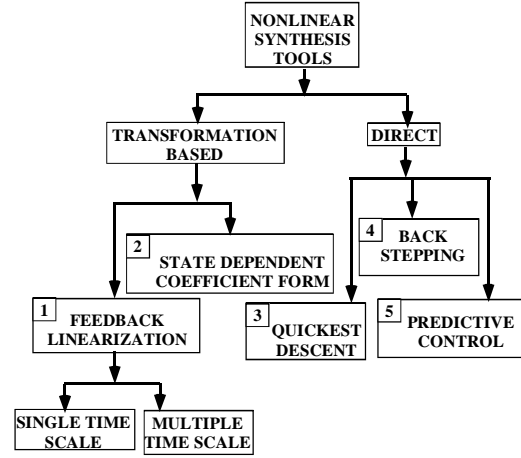 NONLINEAR
SYNTHESIS
TOOLS
TRANSFORMATION
BASED
DIRECT
2
STATE DEPENDENT
COEFFICIENT FORM
4
BACK
STEPPING
1
FEEDBACK
LINEARIZATION
3
QUICKEST
DESCENT
5
PREDICTIVE
CONTROL
SINGLE TIME
SCALE
MULTIPLE
TIME SCALE